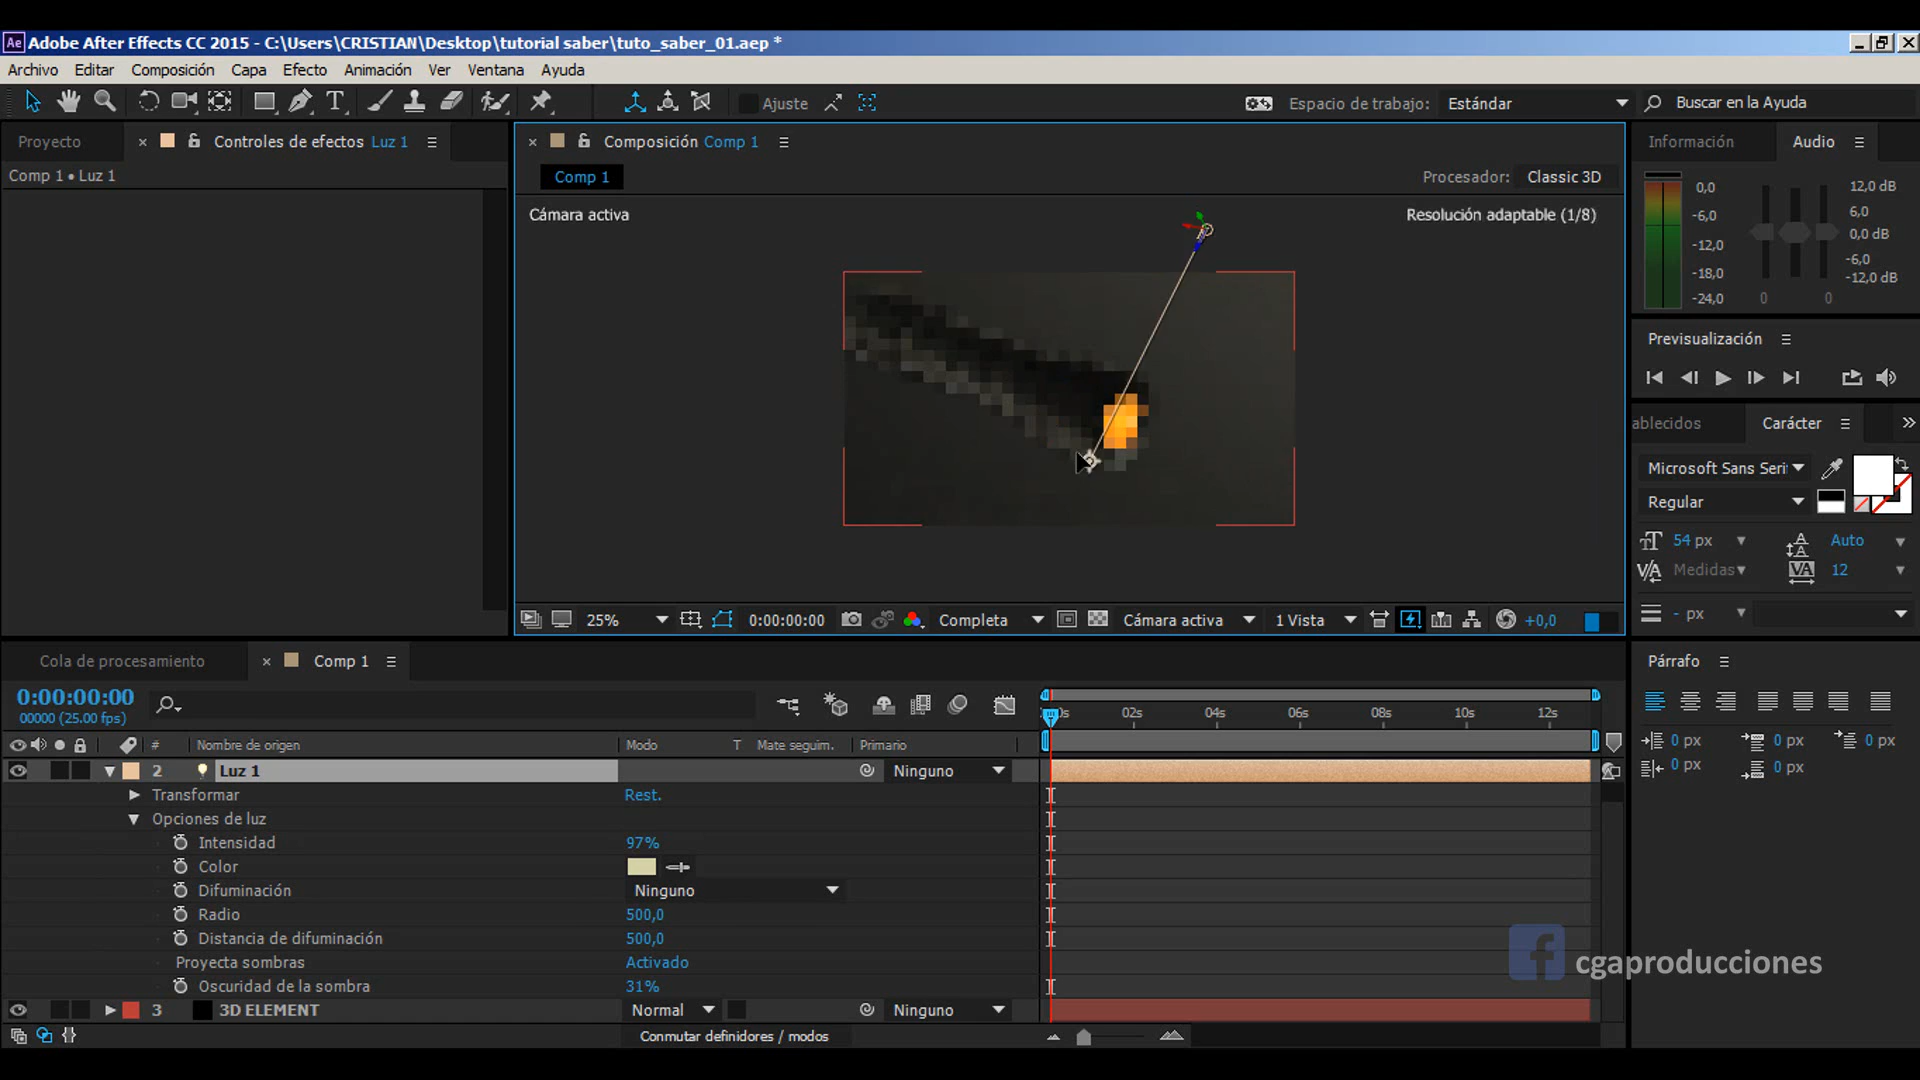 Ae Adobe After Effects CC 2015 - C:\Users\CRISTIAN\Desktop\tutorial saber\tuto_saber_01.aep *
Archivo Editar Composición Capa Efecto Animación Ver Ventana Ayuda
Ajuste Espacio de trabajo: Estándar Buscar en la Ayuda
Proyecto Controles de efectos Luz 1
Comp 1 • Luz 1
Composición Comp 1
Comp 1
Procesador: Classic 3D
Cámara activa Resolución adaptable (1/8)
25% 0:00:00:00 Completa Cámara activa 1 Vista +0,0
Información Audio
0,0 12,0 dB
-6,0 6,0
-12,0 0,0 dB
-18,0 -6,0
-24,0 -12,0 dB
0 0
Previsualización
ablecidos Carácter
Microsoft Sans Serif
Regular
54 px Auto
Medidas 12
- px
Párrafo
0 px 0 px 0 px
0 px 0 px
Cola de procesamiento Comp 1
0:00:00:00
00000 (25.00 fps)
0s 02s 04s 06s 08s 10s 12s
# Nombre de origen Modo T Mate seguim. Primario
2 Luz 1 Ninguno
Transformar Rest.
Opciones de luz
Intensidad 97%
Color
Difuminación Ninguno
Radio 500,0
Distancia de difuminación 500,0
Proyecta sombras Activado
Oscuridad de la sombra 31%
3 3D ELEMENT Normal Ninguno
Conmutar definidores / modos
f cgaproducciones